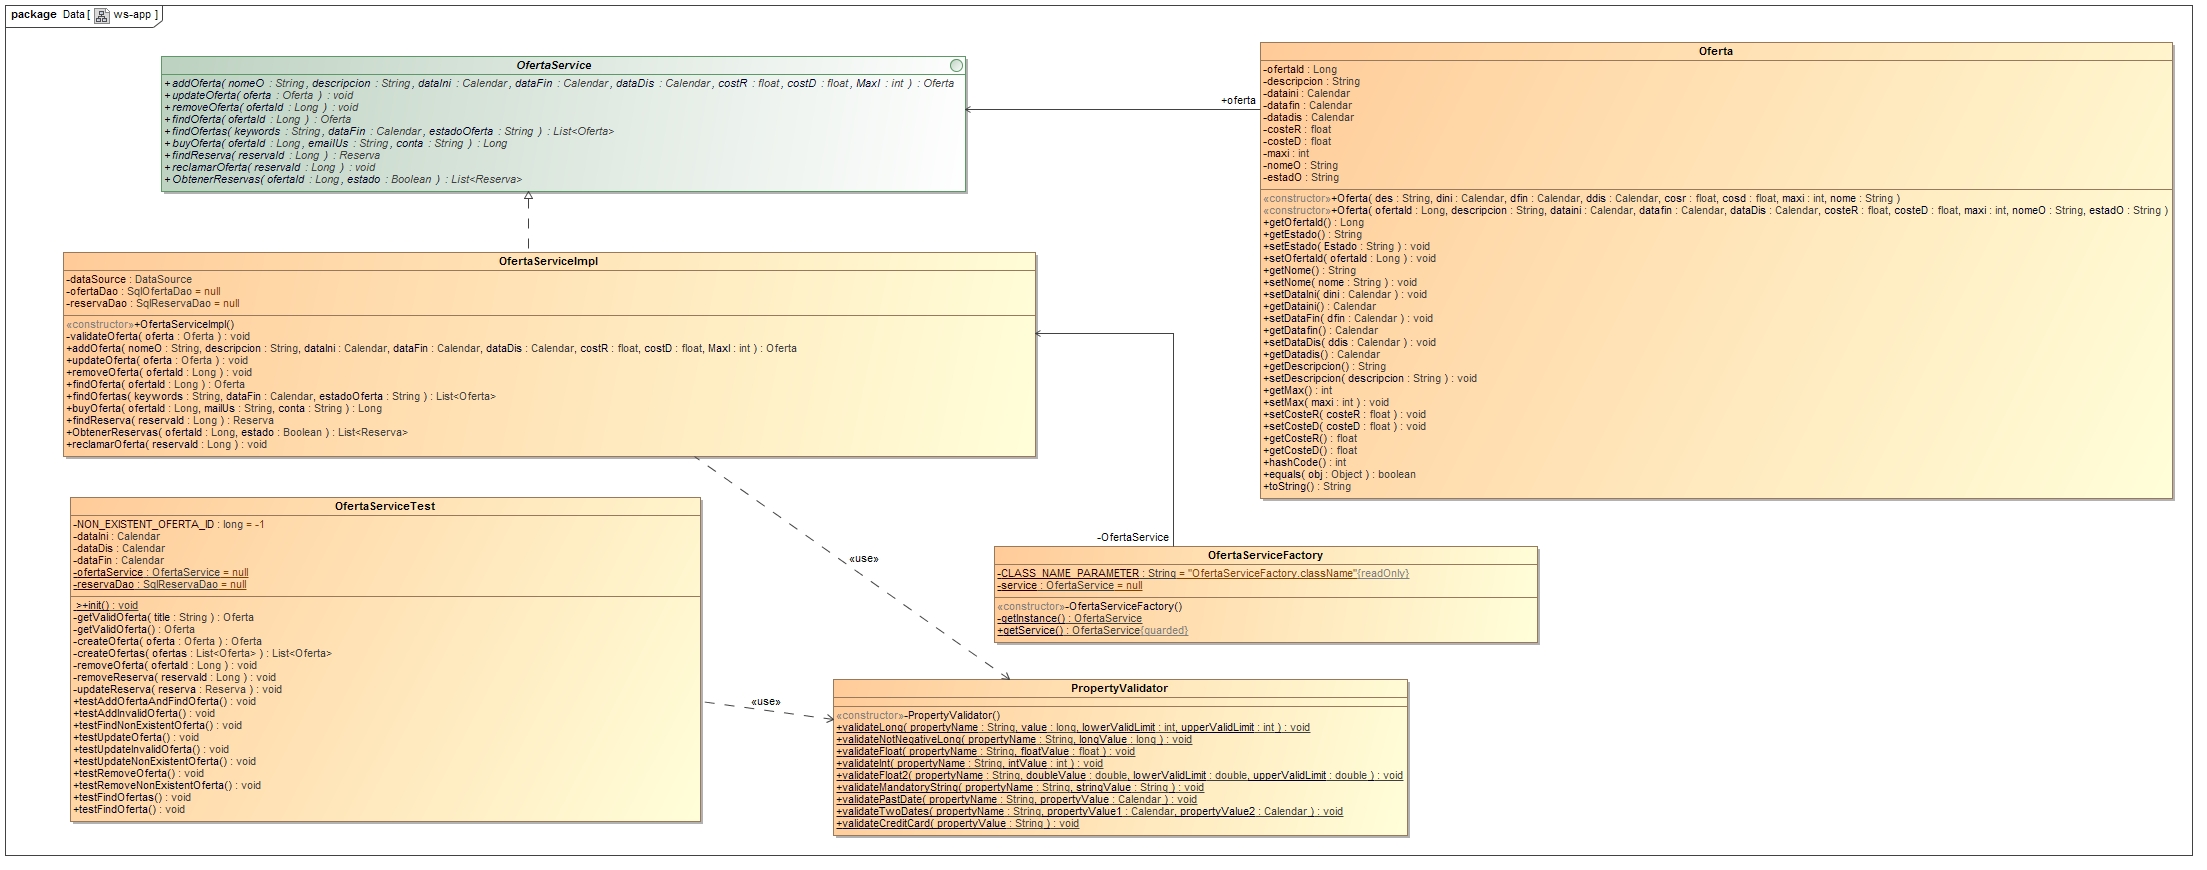 package Data [ ws-app ]
OfertaService
+addOferta( nomeO : String, descripcion : String, dataIni : Calendar, dataFin : Calendar, dataDis : Calendar, costR : float, costD : float, MaxI : int ) : Oferta
+updateOferta( oferta : Oferta ) : void
+removeOferta( ofertaId : Long ) : void
+findOferta( ofertaId : Long ) : Oferta
+findOfertas( keywords : String, dataFin : Calendar, estadoOferta : String ) : List<Oferta>
+buyOferta( ofertaId : Long, emailUs : String, conta : String ) : Long
+findReserva( reservaId : Long ) : Reserva
+reclamarOferta( reservaId : Long ) : void
+ObtenerReservas( ofertaId : Long, estado : Boolean ) : List<Reserva>
+oferta
Oferta
-ofertaId : Long
-descripcion : String
-dataini : Calendar
-datafin : Calendar
-datadis : Calendar
-costeR : float
-costeD : float
-maxi : int
-nomeO : String
-estadO : String
«constructor»+Oferta( des : String, dini : Calendar, dfin : Calendar, ddis : Calendar, cosr : float, cosd : float, maxi : int, nome : String )
«constructor»+Oferta( ofertaId : Long, descripcion : String, dataini : Calendar, datafin : Calendar, dataDis : Calendar, costeR : float, costeD : float, maxi : int, nomeO : String, estadO : String )
+getOfertaId() : Long
+getEstado() : String
+setEstado( Estado : String ) : void
+setOfertaId( ofertaId : Long ) : void
+getNome() : String
+setNome( nome : String ) : void
+setDataIni( dini : Calendar ) : void
+getDataini() : Calendar
+setDataFin( dfin : Calendar ) : void
+getDatafin() : Calendar
+setDataDis( ddis : Calendar ) : void
+getDatadis() : Calendar
+getDescripcion() : String
+setDescripcion( descripcion : String ) : void
+getMax() : int
+setMax( maxi : int ) : void
+setCosteR( costeR : float ) : void
+setCosteD( costeD : float ) : void
+getCosteR() : float
+getCosteD() : float
+hashCode() : int
+equals( obj : Object ) : boolean
+toString() : String
OfertaServiceImpl
-dataSource : DataSource
-ofertaDao : SqlOfertaDao = null
-reservaDao : SqlReservaDao = null
«constructor»+OfertaServiceImpl()
-validateOferta( oferta : Oferta ) : void
+addOferta( nomeO : String, descripcion : String, dataIni : Calendar, dataFin : Calendar, dataDis : Calendar, costR : float, costD : float, MaxI : int ) : Oferta
+updateOferta( oferta : Oferta ) : void
+removeOferta( ofertaId : Long ) : void
+findOferta( ofertaId : Long ) : Oferta
+findOfertas( keywords : String, dataFin : Calendar, estadoOferta : String ) : List<Oferta>
+buyOferta( ofertaId : Long, mailUs : String, conta : String ) : Long
+findReserva( reservaId : Long ) : Reserva
+ObtenerReservas( ofertaId : Long, estado : Boolean ) : List<Reserva>
+reclamarOferta( reservaId : Long ) : void
OfertaServiceTest
-NON_EXISTENT_OFERTA_ID : long = -1
-dataIni : Calendar
-dataDis : Calendar
-dataFin : Calendar
-ofertaService : OfertaService = null
-reservaDao : SqlReservaDao = null
>+init() : void
-getValidOferta( title : String ) : Oferta
-getValidOferta() : Oferta
-createOferta( oferta : Oferta ) : Oferta
-createOfertas( ofertas : List<Oferta> ) : List<Oferta>
-removeOferta( ofertaId : Long ) : void
-removeReserva( reservaId : Long ) : void
-updateReserva( reserva : Reserva ) : void
+testAddOfertaAndFindOferta() : void
+testAddInvalidOferta() : void
+testFindNonExistentOferta() : void
+testUpdateOferta() : void
+testUpdateInvalidOferta() : void
+testUpdateNonExistentOferta() : void
+testRemoveOferta() : void
+testRemoveNonExistentOferta() : void
+testFindOfertas() : void
+testFindOferta() : void
«use»
«use»
-OfertaService
OfertaServiceFactory
-CLASS_NAME_PARAMETER : String = "OfertaServiceFactory.className"{readOnly}
-service : OfertaService = null
«constructor»-OfertaServiceFactory()
-getInstance() : OfertaService
+getService() : OfertaService{guarded}
PropertyValidator
«constructor»-PropertyValidator()
+validateLong( propertyName : String, value : long, lowerValidLimit : int, upperValidLimit : int ) : void
+validateNotNegativeLong( propertyName : String, longValue : long ) : void
+validateFloat( propertyName : String, floatValue : float ) : void
+validateInt( propertyName : String, intValue : int ) : void
+validateFloat2( propertyName : String, doubleValue : double, lowerValidLimit : double, upperValidLimit : double ) : void
+validateMandatoryString( propertyName : String, stringValue : String ) : void
+validatePastDate( propertyName : String, propertyValue : Calendar ) : void
+validateTwoDates( propertyName : String, propertyValue1 : Calendar, propertyValue2 : Calendar ) : void
+validateCreditCard( propertyValue : String ) : void